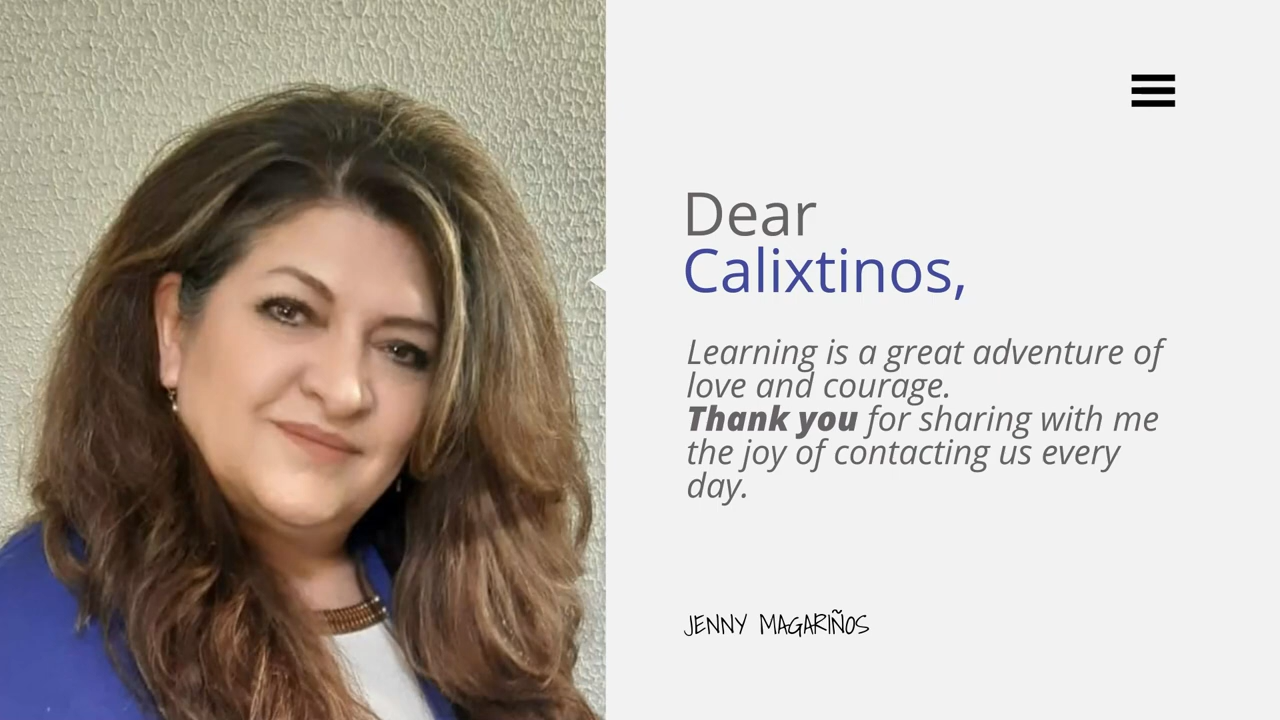 Dear
Calixtinos,
Learning is a great adventure of
love and courage.
Thank you for sharing with me
the joy of contacting us every
day.
JENNY MAGARIÑOS